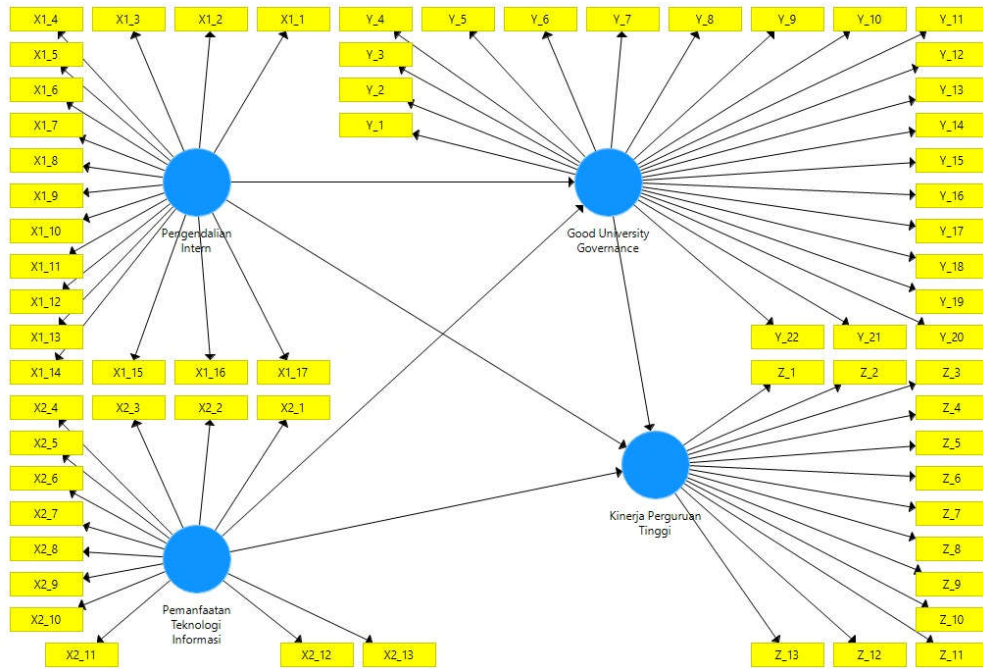 X1_4
X1_3
X1_2
X1_1
Y_4
Y_5
Y_6
Y_7
Y_8
Y_9
Y_10
Y_11
X1_5
Y_3
Y_12
X1_6
Y_2
Y_13
X1_7
Y_1
Y_14
X1_8
Y_15
X1_9
Y_16
X1_10
Pengendalian
Intern
Good University
Governance
Y_17
X1_11
Y_18
X1_12
Y_19
X1_13
Y_22
Y_21
Y_20
X1_14
X1_15
X1_16
X1_17
Z_1
Z_2
Z_3
X2_4
X2_3
X2_2
X2_1
Z_4
X2_5
Z_5
X2_6
Z_6
X2_7
Kinerja Perguruan
Tinggi
Z_7
X2_8
Z_8
X2_9
Z_9
X2_10
Pemanfaatan
Teknologi
Informasi
Z_10
X2_11
X2_12
X2_13
Z_13
Z_12
Z_11